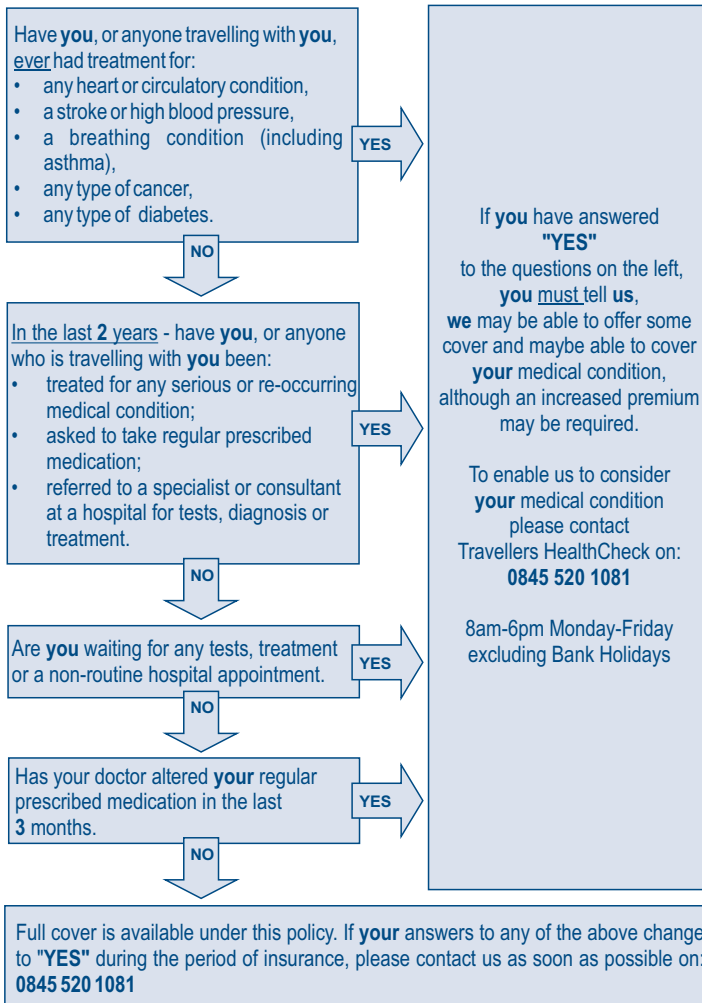 Have you, or anyone travelling with you,
ever had treatment for:
• any heart or circulatory condition,
• a stroke or high blood pressure,
• a breathing condition (including
asthma),
• any type of cancer,
• any type of diabetes.
YES
NO
In the last 2 years - have you, or anyone
who is travelling with you been:
• treated for any serious or re-occurring
medical condition;
• asked to take regular prescribed
medication;
• referred to a specialist or consultant
at a hospital for tests, diagnosis or
treatment.
YES
NO
Are you waiting for any tests, treatment
or a non-routine hospital appointment.
YES
NO
Has your doctor altered your regular
prescribed medication in the last
3 months.
YES
NO
If you have answered
"YES"
to the questions on the left,
you must tell us,
we may be able to offer some
cover and maybe able to cover
your medical condition,
although an increased premium
may be required.
To enable us to consider
your medical condition
please contact
Travellers HealthCheck on:
0845 520 1081
8am-6pm Monday-Friday
excluding Bank Holidays
Full cover is available under this policy. If your answers to any of the above change
to "YES" during the period of insurance, please contact us as soon as possible on:
0845 520 1081